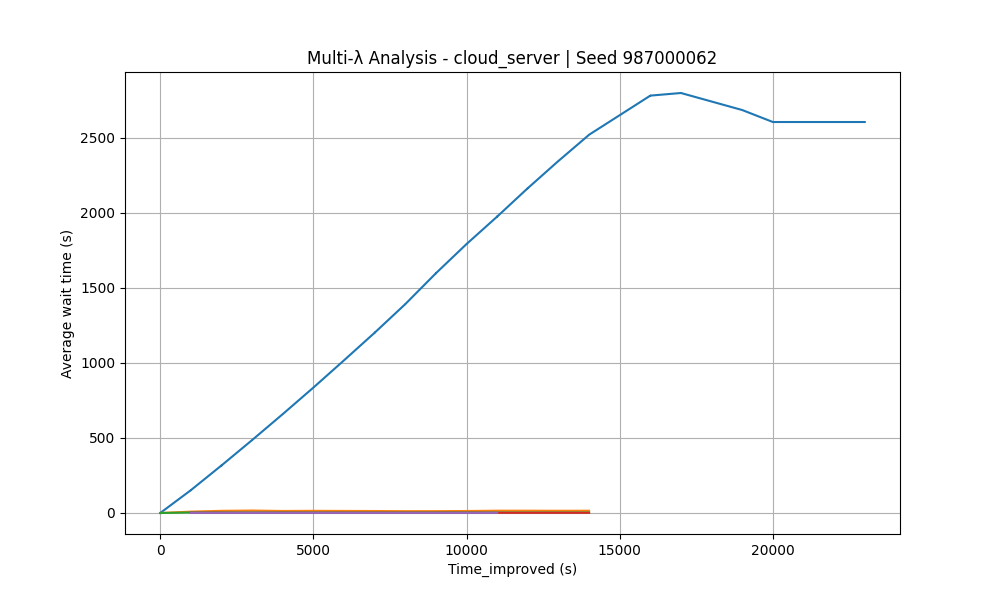 Multi-λ Analysis - cloud_server | Seed 987000062
Average wait time (s)
2500
2000
1500
1000
500
0
0 5000 10000 15000 20000
Time_improved (s)